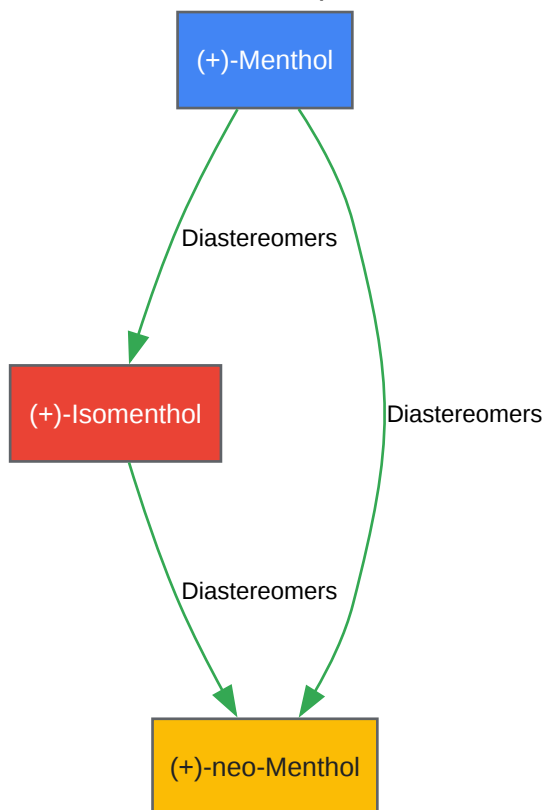 (+)-Menthol
Diastereomers
(+)-Isomenthol
Diastereomers
Diastereomers
(+)-neo-Menthol